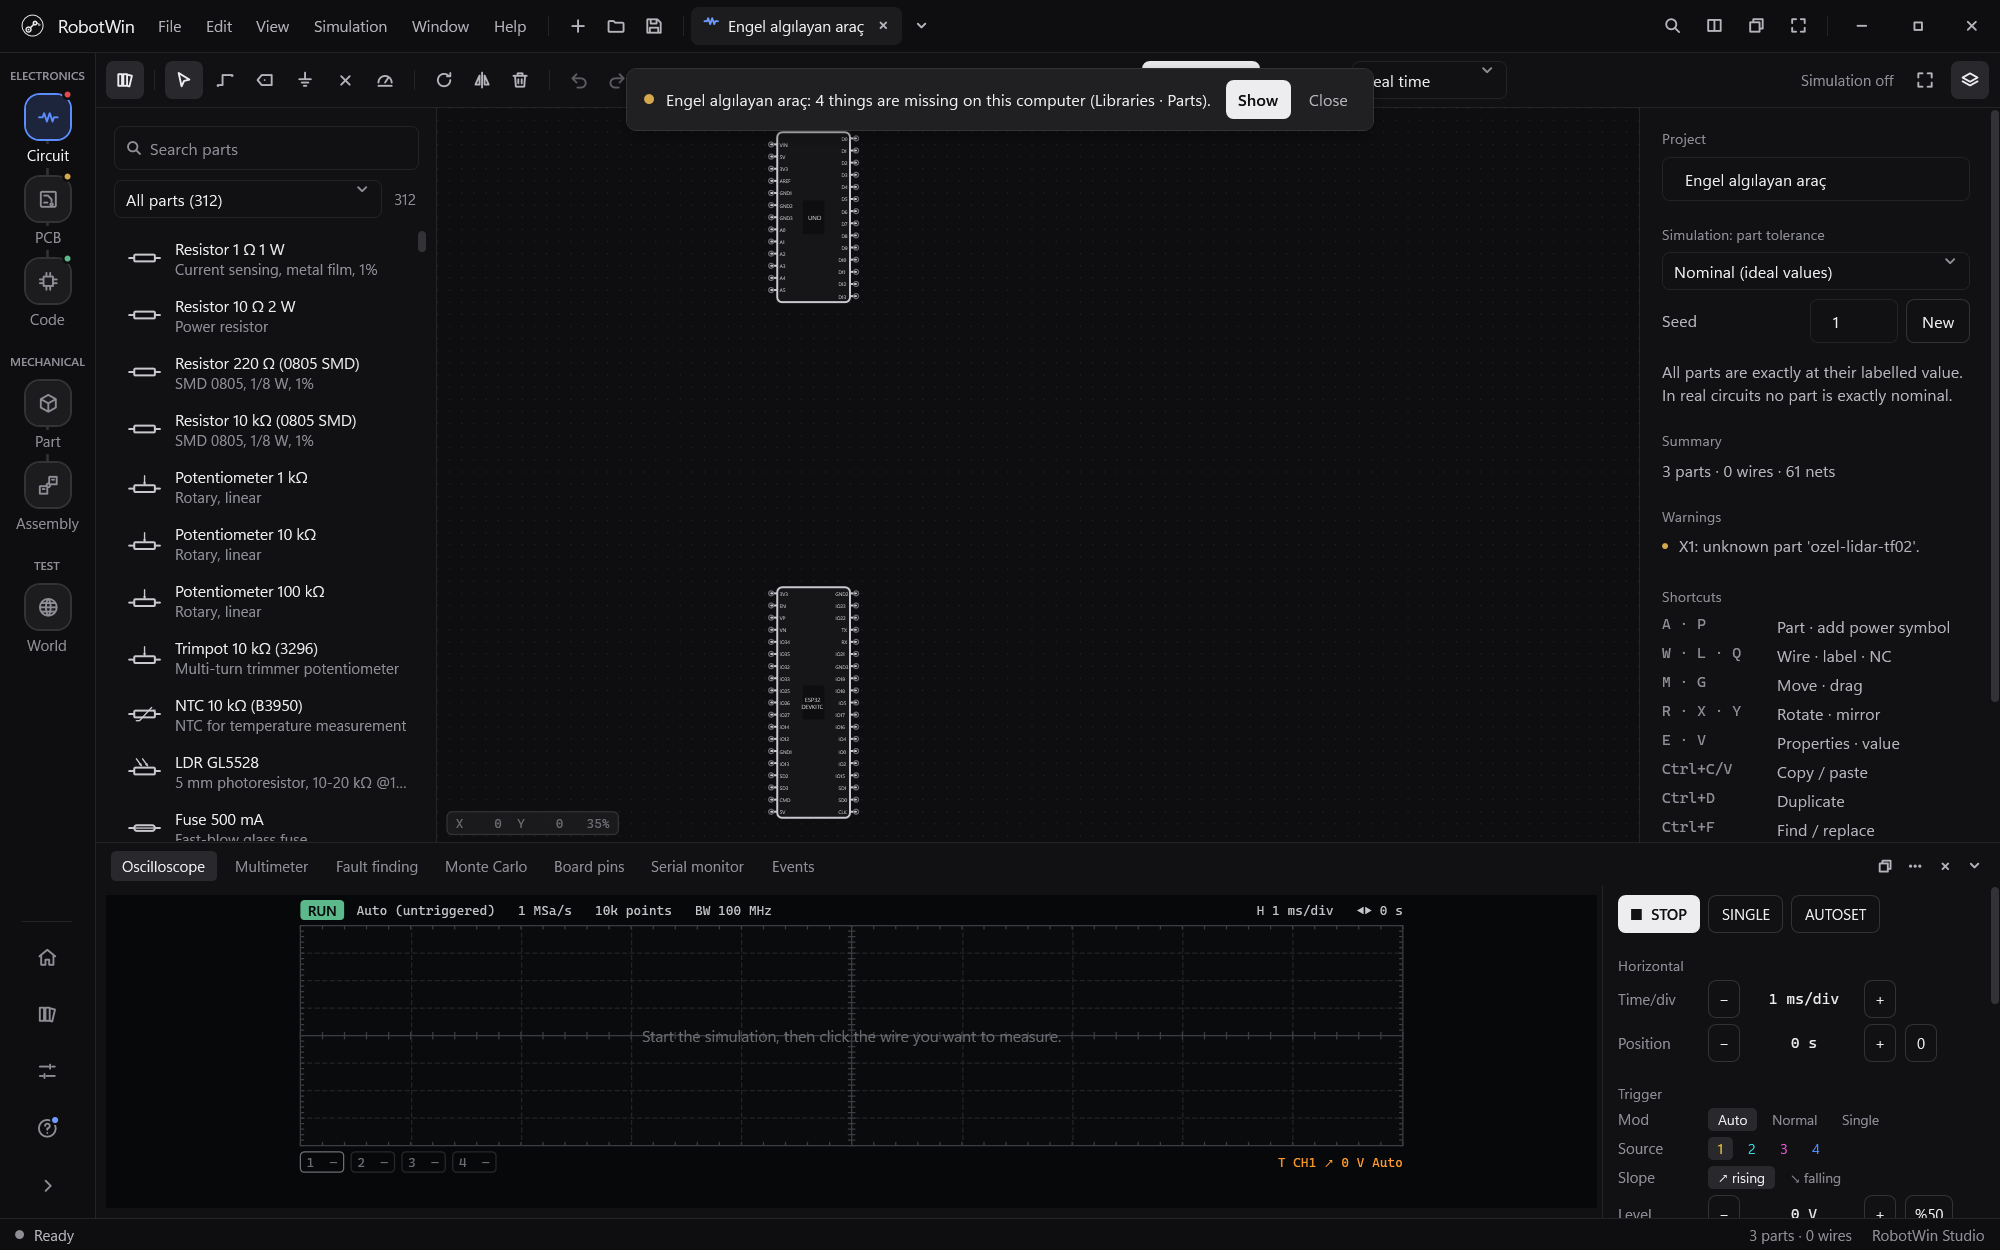 RobotWin File Edit View Simulation Window Help
Engel algılayan araç
ELECTRONICS
Circuit
PCB
Code
MECHANICAL
Part
Assembly
TEST
World
Engel algılayan araç: 4 things are missing on this computer (Libraries · Parts). Show Close
eal time
Simulation off
Search parts
All parts (312) 312
Resistor 1 Ω 1 W
Current sensing, metal film, 1%
Resistor 10 Ω 2 W
Power resistor
Resistor 220 Ω (0805 SMD)
SMD 0805, 1/8 W, 1%
Resistor 10 kΩ (0805 SMD)
SMD 0805, 1/8 W, 1%
Potentiometer 1 kΩ
Rotary, linear
Potentiometer 10 kΩ
Rotary, linear
Potentiometer 100 kΩ
Rotary, linear
Trimpot 10 kΩ (3296)
Multi-turn trimmer potentiometer
NTC 10 kΩ (B3950)
NTC for temperature measurement
LDR GL5528
5 mm photoresistor, 10-20 kΩ @1...
Fuse 500 mA
Fast-blow glass fuse
UNO
ESP32
DEVKITC
X 0 Y 0 35%
Project
Engel algılayan araç
Simulation: part tolerance
Nominal (ideal values)
Seed 1 New
All parts are exactly at their labelled value.
In real circuits no part is exactly nominal.
Summary
3 parts · 0 wires · 61 nets
Warnings
X1: unknown part 'ozel-lidar-tf02'.
Shortcuts
A · P Part · add power symbol
W · L · Q Wire · label · NC
M · G Move · drag
R · X · Y Rotate · mirror
E · V Properties · value
Ctrl+C/V Copy / paste
Ctrl+D Duplicate
Ctrl+F Find / replace
Oscilloscope Multimeter Fault finding Monte Carlo Board pins Serial monitor Events
RUN Auto (untriggered) 1 MSa/s 10k points BW 100 MHz H 1 ms/div ◄► 0 s
Start the simulation, then click the wire you want to measure.
1 – 2 – 3 – 4 – T CH1 ↗ 0 V Auto
STOP SINGLE AUTOSET
Horizontal
Time/div – 1 ms/div +
Position – 0 s + 0
Trigger
Mod Auto Normal Single
Source 1 2 3 4
Slope ↗ rising ↘ falling
Level – 0 V + %50
Ready 3 parts · 0 wires RobotWin Studio